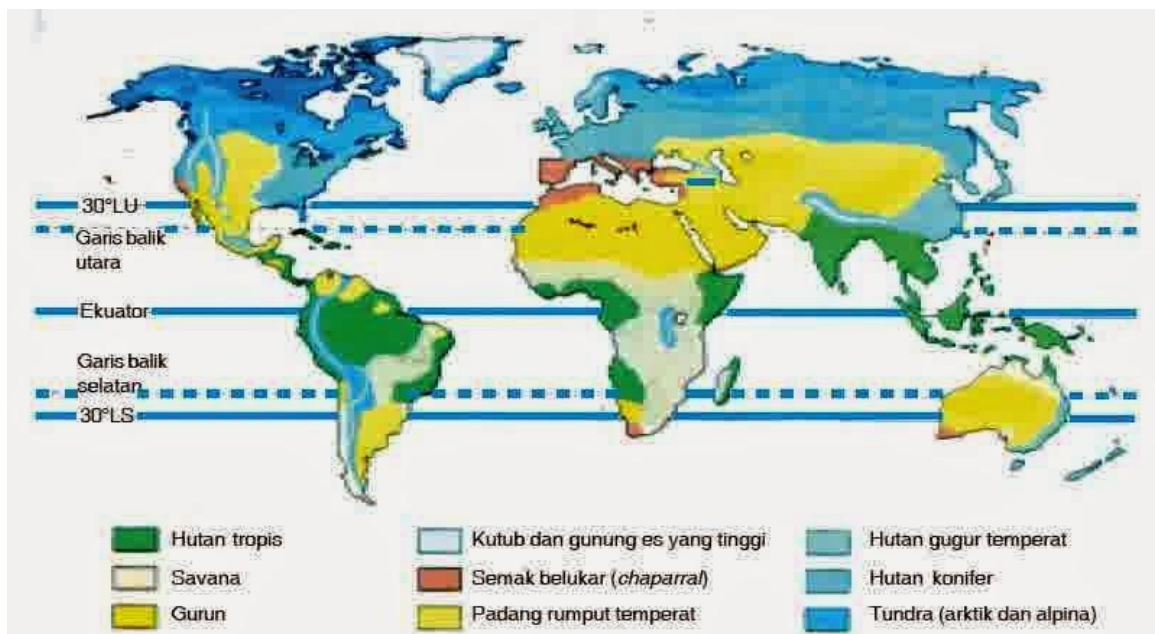 30°LU
Garis balik
utara
Ekuator
Garis balik
selatan
30°LS
Hutan tropis
Kutub dan gunung es yang tinggi
Hutan gugur temperat
Savana
Semak belukar (chaparral)
Hutan konifer
Gurun
Padang rumput temperat
Tundra (arktik dan alpina)